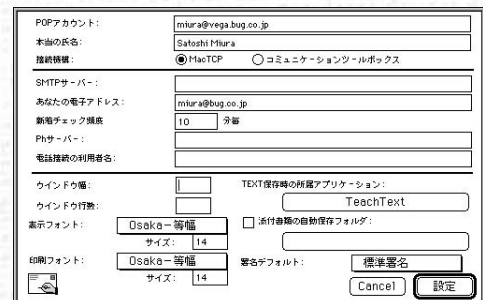 POPアカウント: miura@vega.bug.co.jp
本当の氏名: Satoshi Miura
接続機構: MacTCP コミュニケーションツールボックス
SMTPサーバー:
あなたの電子アドレス: miura@bug.co.jp
新着チェック頻度 10 分毎
Phサーバー:
電話接続の利用者名:
ウインドウ幅: TEXT保存時の所属アプリケーション:
TeachText
ウインドウ行数: 添付書類の自動保存フォルダ:
表示フォント: Osaka−等幅
サイズ: 14
印刷フォント: Osaka−等幅 署名デフォルト: 標準署名
サイズ: 14
Cancel 設定